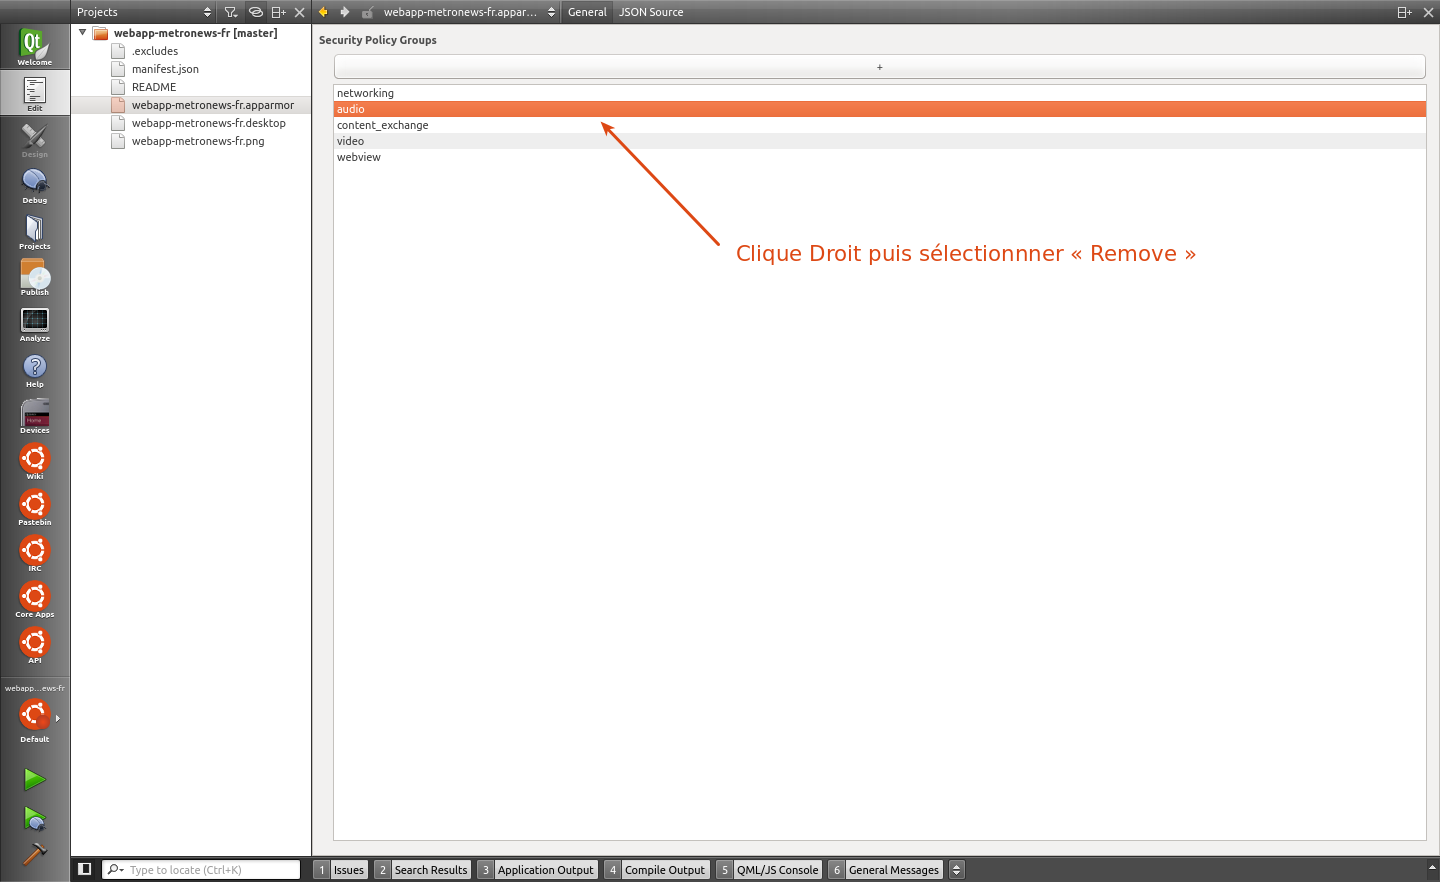 Projects
webapp-metronews-fr.appar...
General
JSON Source
Welcome
Edit
Design
Debug
Projects
Publish
Analyze
Help
Devices
Home
Wiki
Pastebin
IRC
Core Apps
API
webapp...ews-fr
Default
webapp-metronews-fr [master]
.excludes
manifest.json
README
webapp-metronews-fr.apparmor
webapp-metronews-fr.desktop
webapp-metronews-fr.png
Security Policy Groups
+
networking
audio
content_exchange
video
webview
Clique Droit puis sélectionnner « Remove »
Type to locate (Ctrl+K)
1 Issues
2 Search Results
3 Application Output
4 Compile Output
5 QML/JS Console
6 General Messages